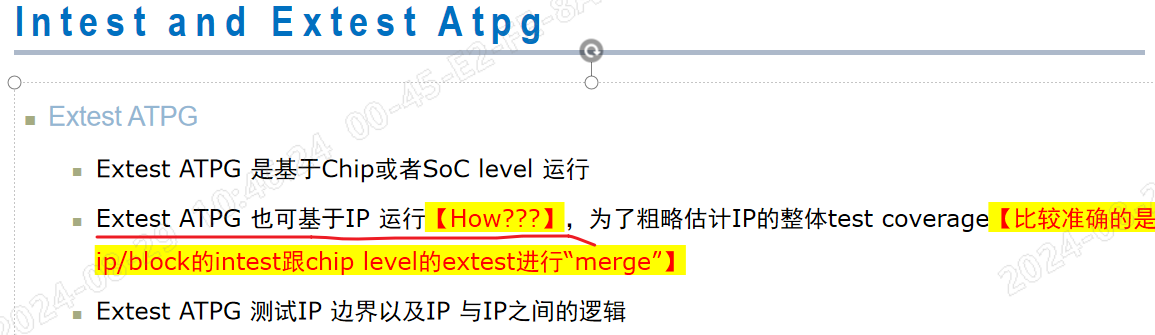 Intest and Extest Atpg
Extest ATPG
Extest ATPG 是基于Chip或者SoC level 运行
Extest ATPG 也可基于IP 运行【How???】，为了粗略估计IP的整体test coverage【比较准确的是
ip/block的intest跟chip level的extest进行“merge”】
Extest ATPG 测试IP 边界以及IP 与IP之间的逻辑